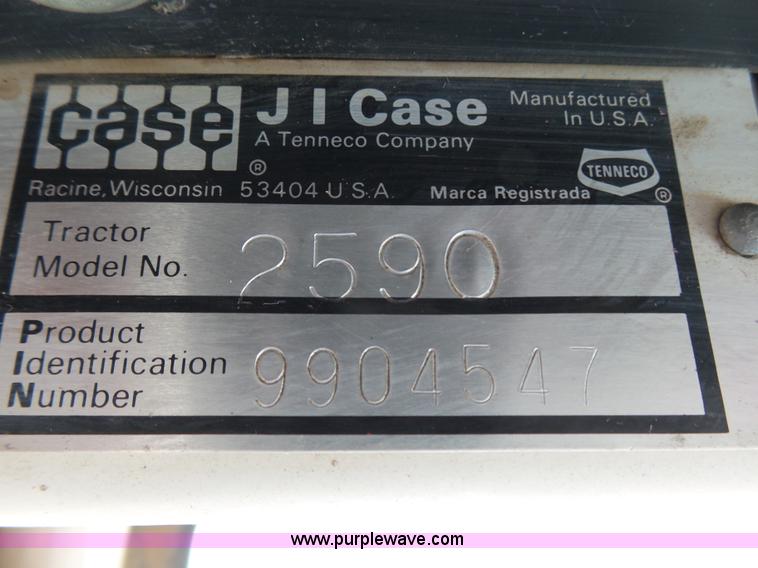 case
J I Case
Manufactured
In U.S.A.
A Tenneco Company
®
TENNECO
®
Racine, Wisconsin 53404 U.S.A.
Marca Registrada
Tractor
Model No. 2590
Product
Identification
Number
9904547
www.purplewave.com